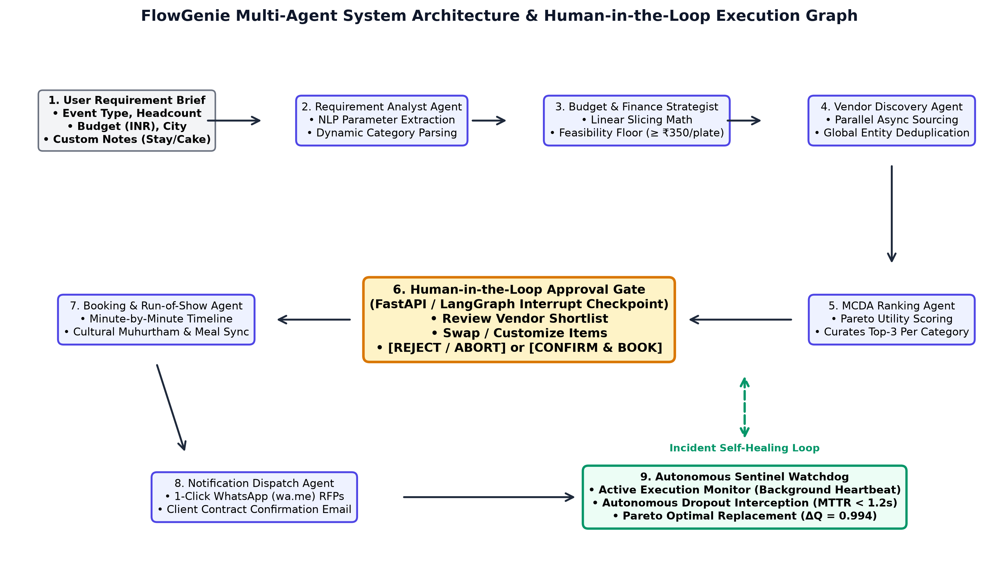 FlowGenie Multi-Agent System Architecture & Human-in-the-Loop Execution Graph
1. User Requirement Brief
• Event Type, Headcount
• Budget (INR), City
• Custom Notes (Stay/Cake)
2. Requirement Analyst Agent
• NLP Parameter Extraction
• Dynamic Category Parsing
3. Budget & Finance Strategist
• Linear Slicing Math
• Feasibility Floor (≥ ₹350/plate)
4. Vendor Discovery Agent
• Parallel Async Sourcing
• Global Entity Deduplication
5. MCDA Ranking Agent
• Pareto Utility Scoring
• Curates Top-3 Per Category
6. Human-in-the-Loop Approval Gate
(FastAPI / LangGraph Interrupt Checkpoint)
• Review Vendor Shortlist
• Swap / Customize Items
• [REJECT / ABORT] or [CONFIRM & BOOK]
7. Booking & Run-of-Show Agent
• Minute-by-Minute Timeline
• Cultural Muhurtham & Meal Sync
8. Notification Dispatch Agent
• 1-Click WhatsApp (wa.me) RFPs
• Client Contract Confirmation Email
Incident Self-Healing Loop
9. Autonomous Sentinel Watchdog
• Active Execution Monitor (Background Heartbeat)
• Autonomous Dropout Interception (MTTR < 1.2s)
• Pareto Optimal Replacement (ΔQ = 0.994)